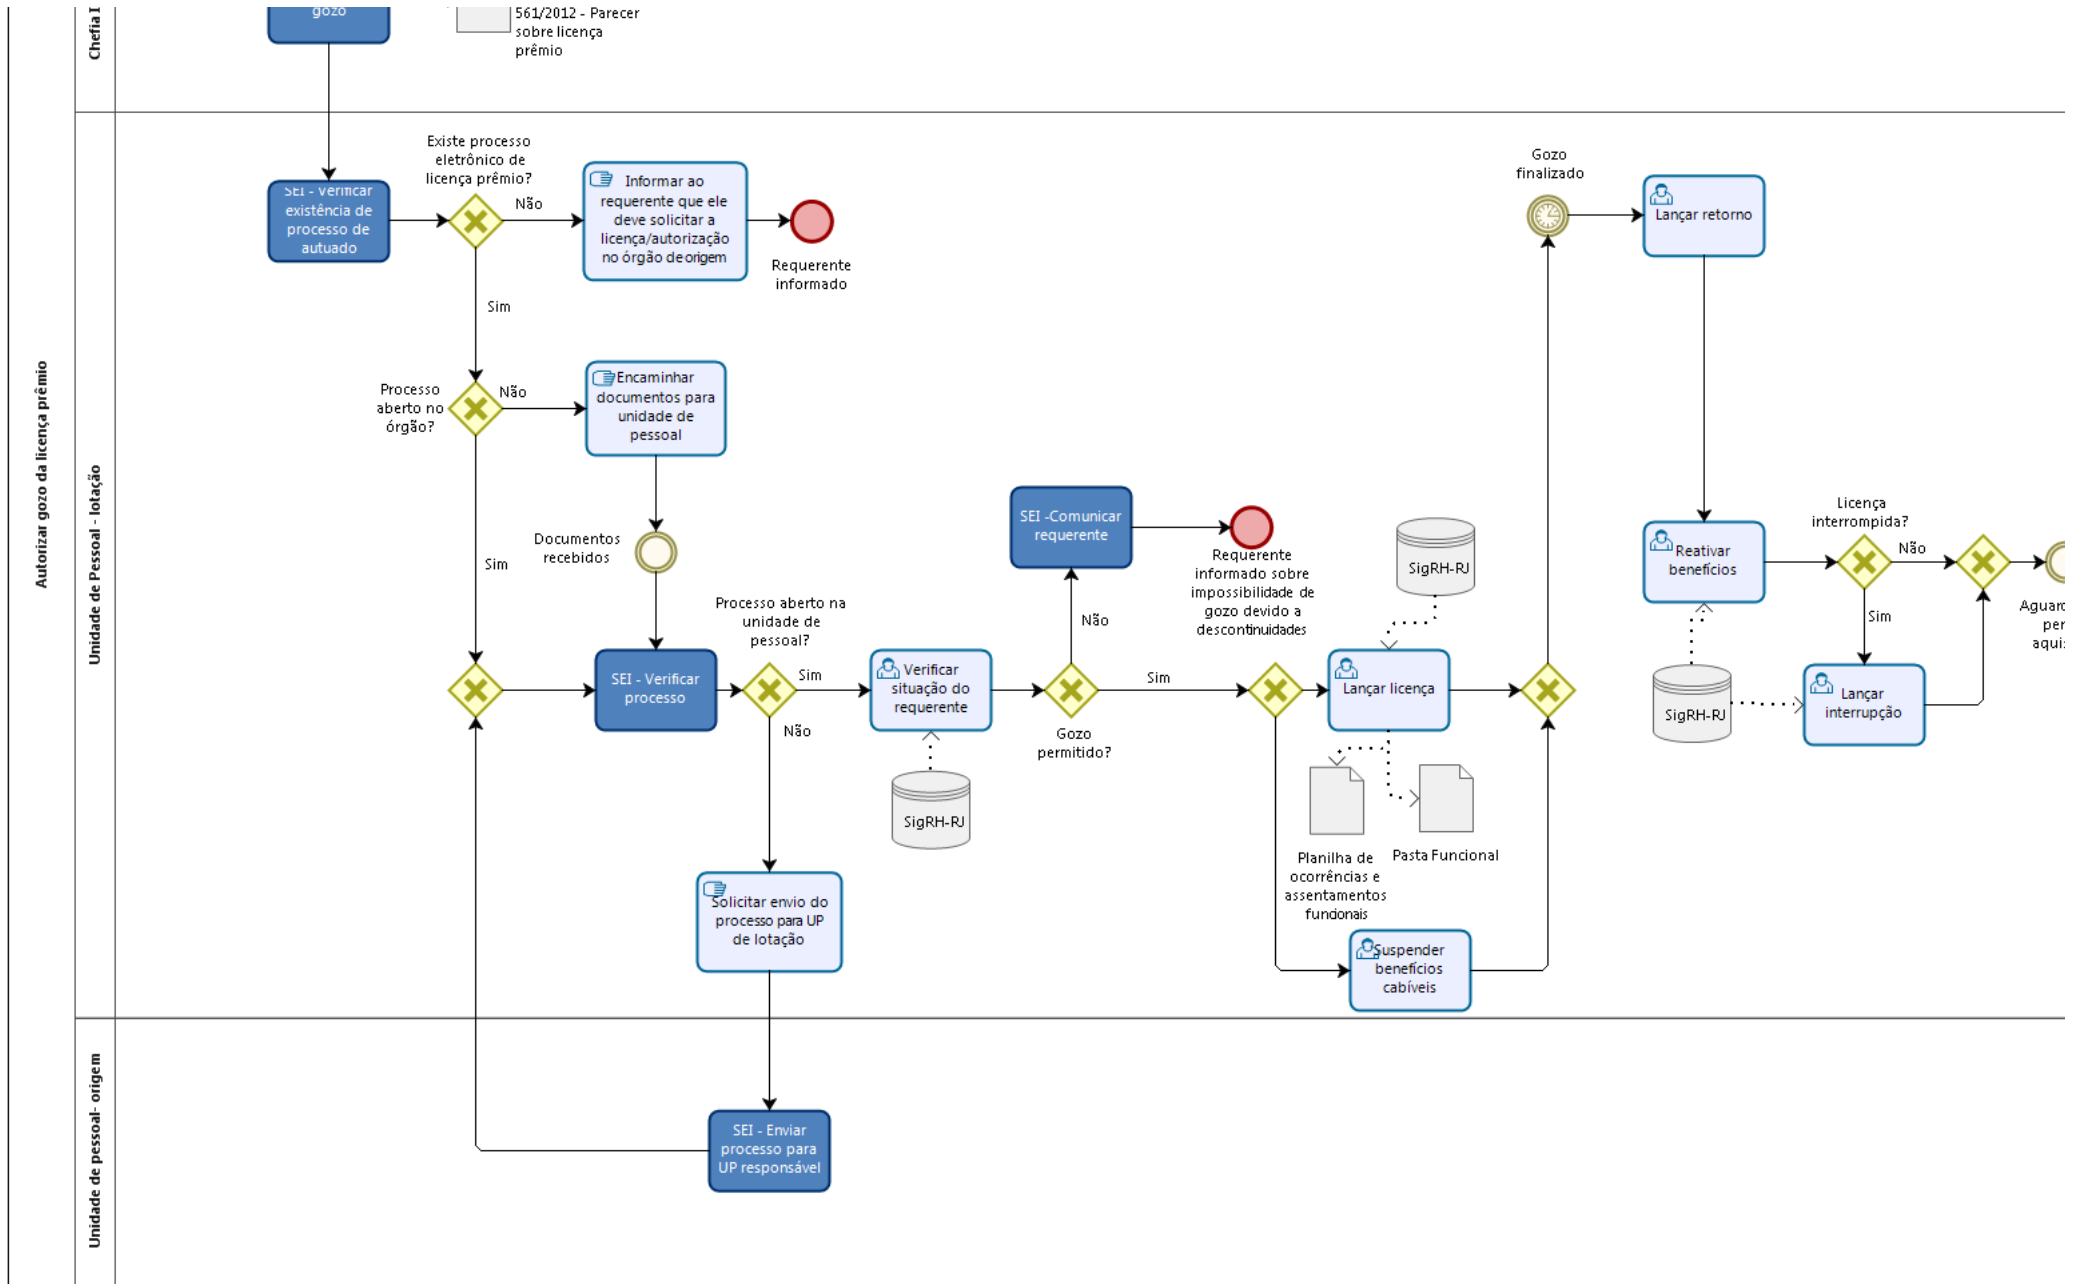 gozo
561/2012 - Parecer
sobre licença
prêmio
Chefia I
Autorizar gozo da licença prêmio
Unidade de Pessoal - lotação
Unidade de pessoal- origem
SEI - Verificar
existência de
processo de
autuado
Existe processo
eletrônico de
licença prêmio?
Não
Sim
Informar ao
requerente que ele
deve solicitar a
licença/autorização
no órgão de origem
Requerente
informado
Processo
aberto no
órgão?
Não
Sim
Encaminhar
documentos para
unidade de
pessoal
Documentos
recebidos
SEI - Verificar
processo
Processo aberto na
unidade de
pessoal?
Sim
Não
Verificar
situação do
requerente
SigRH-RJ
Solicitar envio do
processo para UP
de lotação
SEI - Enviar
processo para
UP responsável
Gozo
permitido?
Não
Sim
SEI -Comunicar
requerente
Requerente
informado sobre
impossibilidade de
gozo devido a
descontinuidades
SigRH-RJ
Lançar licença
Planilha de
ocorrências e
assentamentos
funcionais
Pasta Funcional
Suspender
benefícios
cabíveis
Gozo
finalizado
Lançar retorno
Reativar
benefícios
SigRH-RJ
Licença
interrompida?
Não
Sim
Lançar
interrupção
Aguard
per
aquis